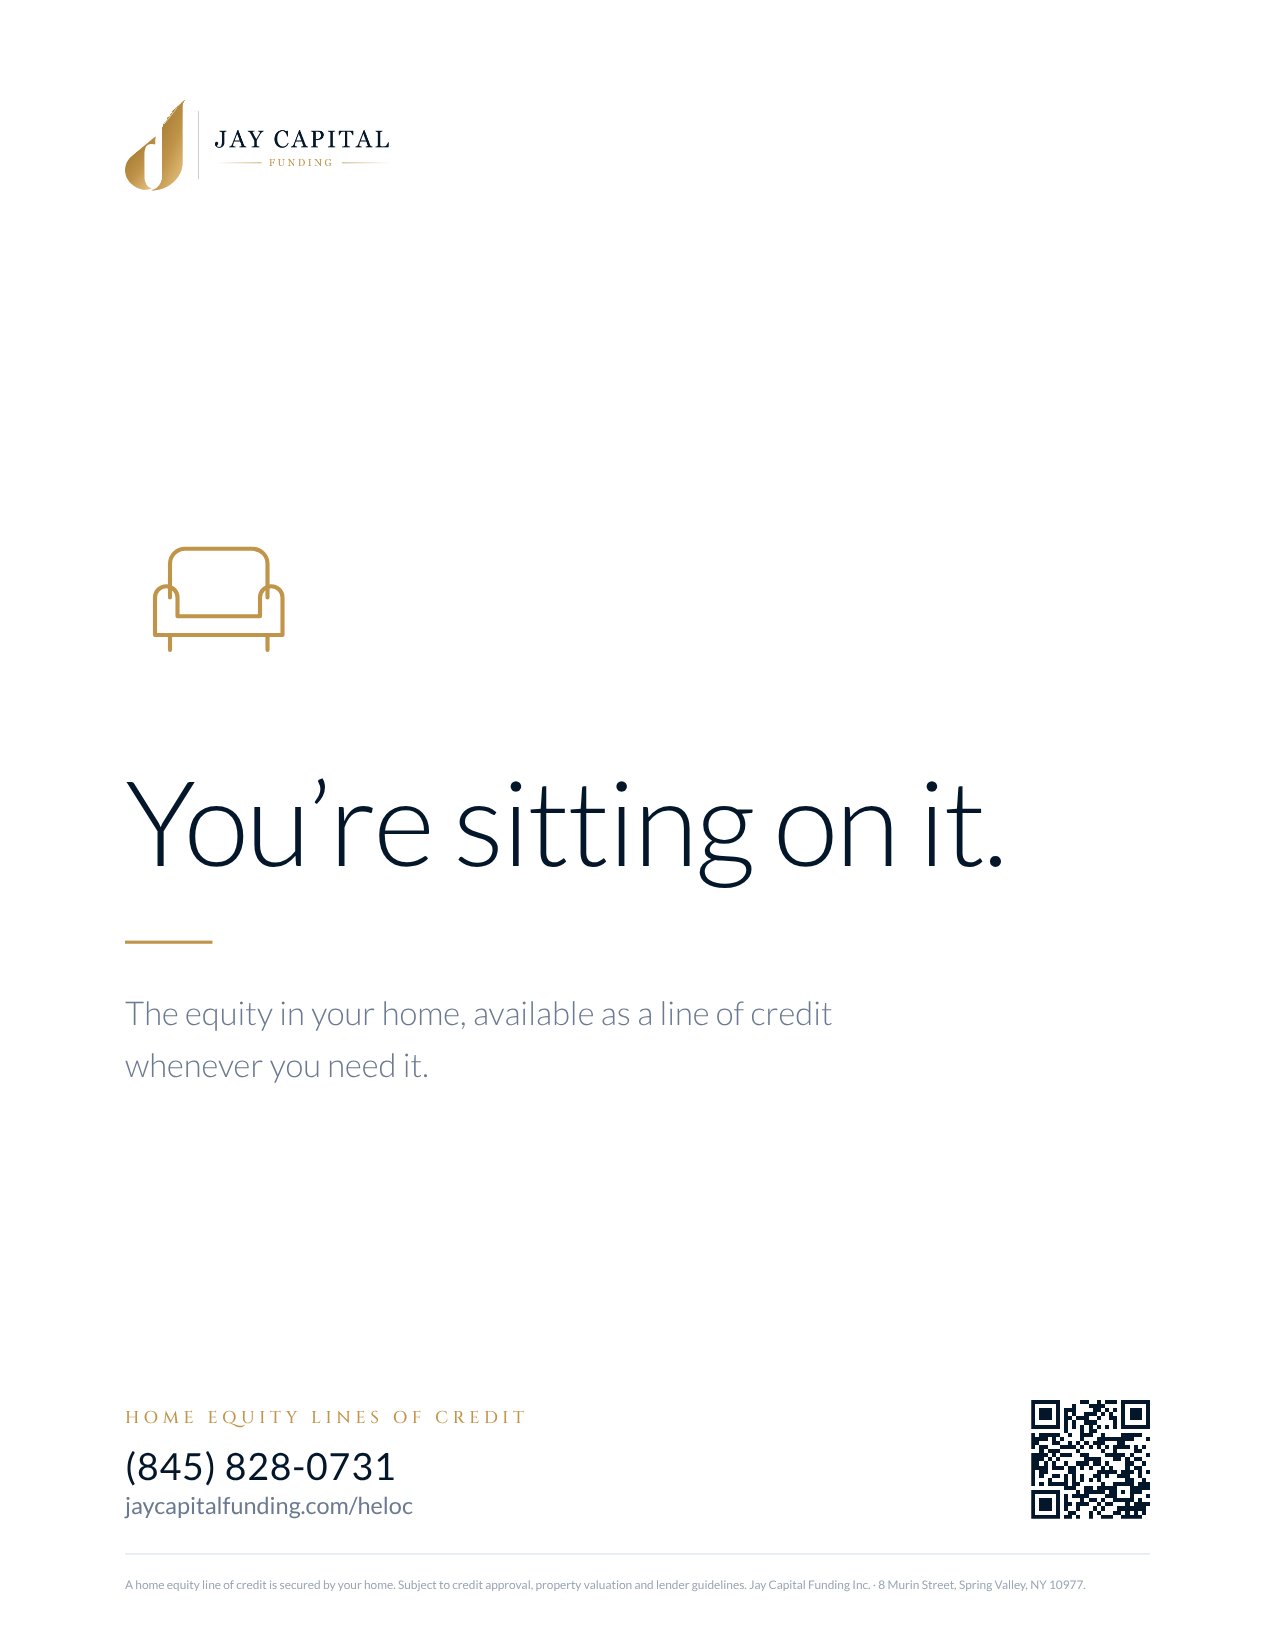 JAY CAPITAL
FUNDING
You’re sitting on it.
The equity in your home, available as a line of credit
whenever you need it.
HOME EQUITY LINES OF CREDIT
(845) 828-0731
jaycapitalfunding.com/heloc
A home equity line of credit is secured by your home. Subject to credit approval, property valuation and lender guidelines. Jay Capital Funding Inc. · 8 Murin Street, Spring Valley, NY 10977.